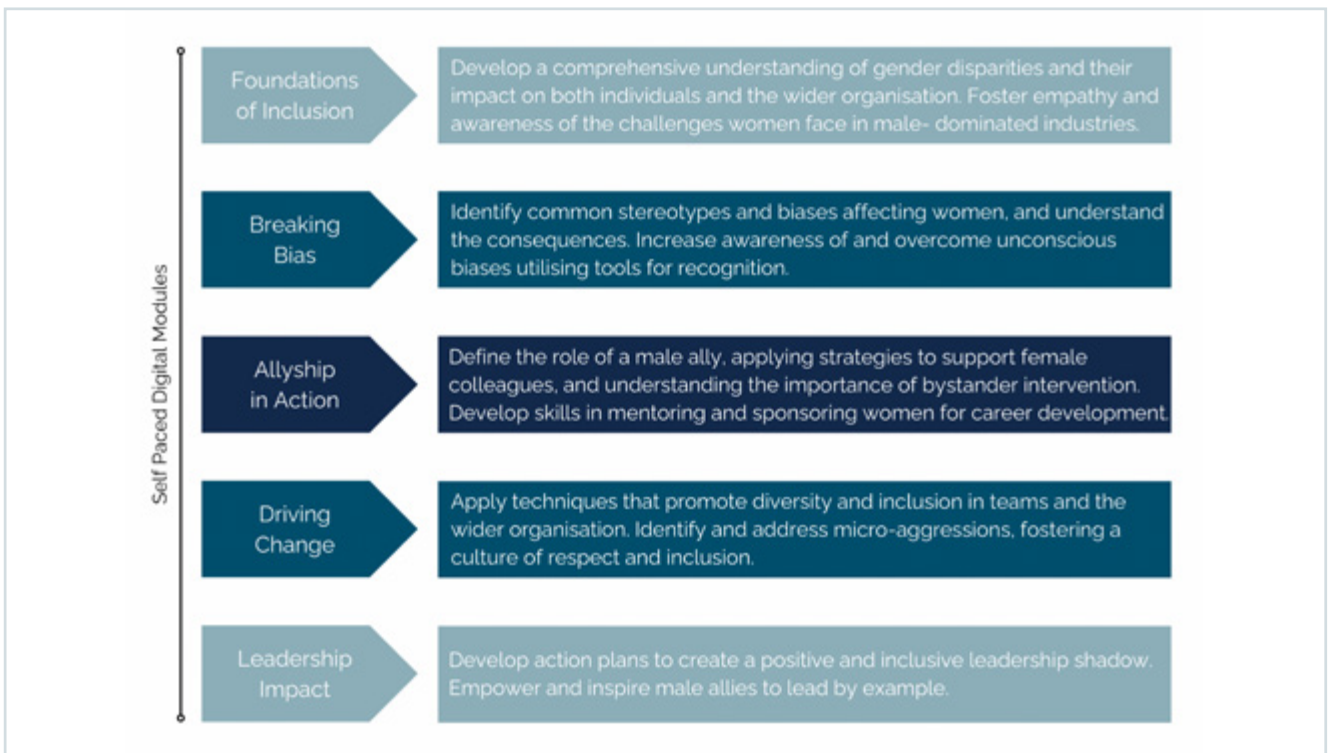 Self Paced Digital Modules
Foundations
of Inclusion
Develop a comprehensive understanding of gender disparities and their
impact on both individuals and the wider organisation. Foster empathy and
awareness of the challenges women face in male- dominated industries.
Breaking
Bias
Identify common stereotypes and biases affecting women, and understand
the consequences. Increase awareness of and overcome unconscious
biases utilising tools for recognition.
Allyship
in Action
Define the role of a male ally, applying strategies to support female
colleagues, and understanding the importance of bystander intervention.
Develop skills in mentoring and sponsoring women for career development.
Driving
Change
Apply techniques that promote diversity and inclusion in teams and the
wider organisation. Identify and address micro-aggressions, fostering a
culture of respect and inclusion.
Leadership
Impact
Develop action plans to create a positive and inclusive leadership shadow.
Empower and inspire male allies to lead by example.